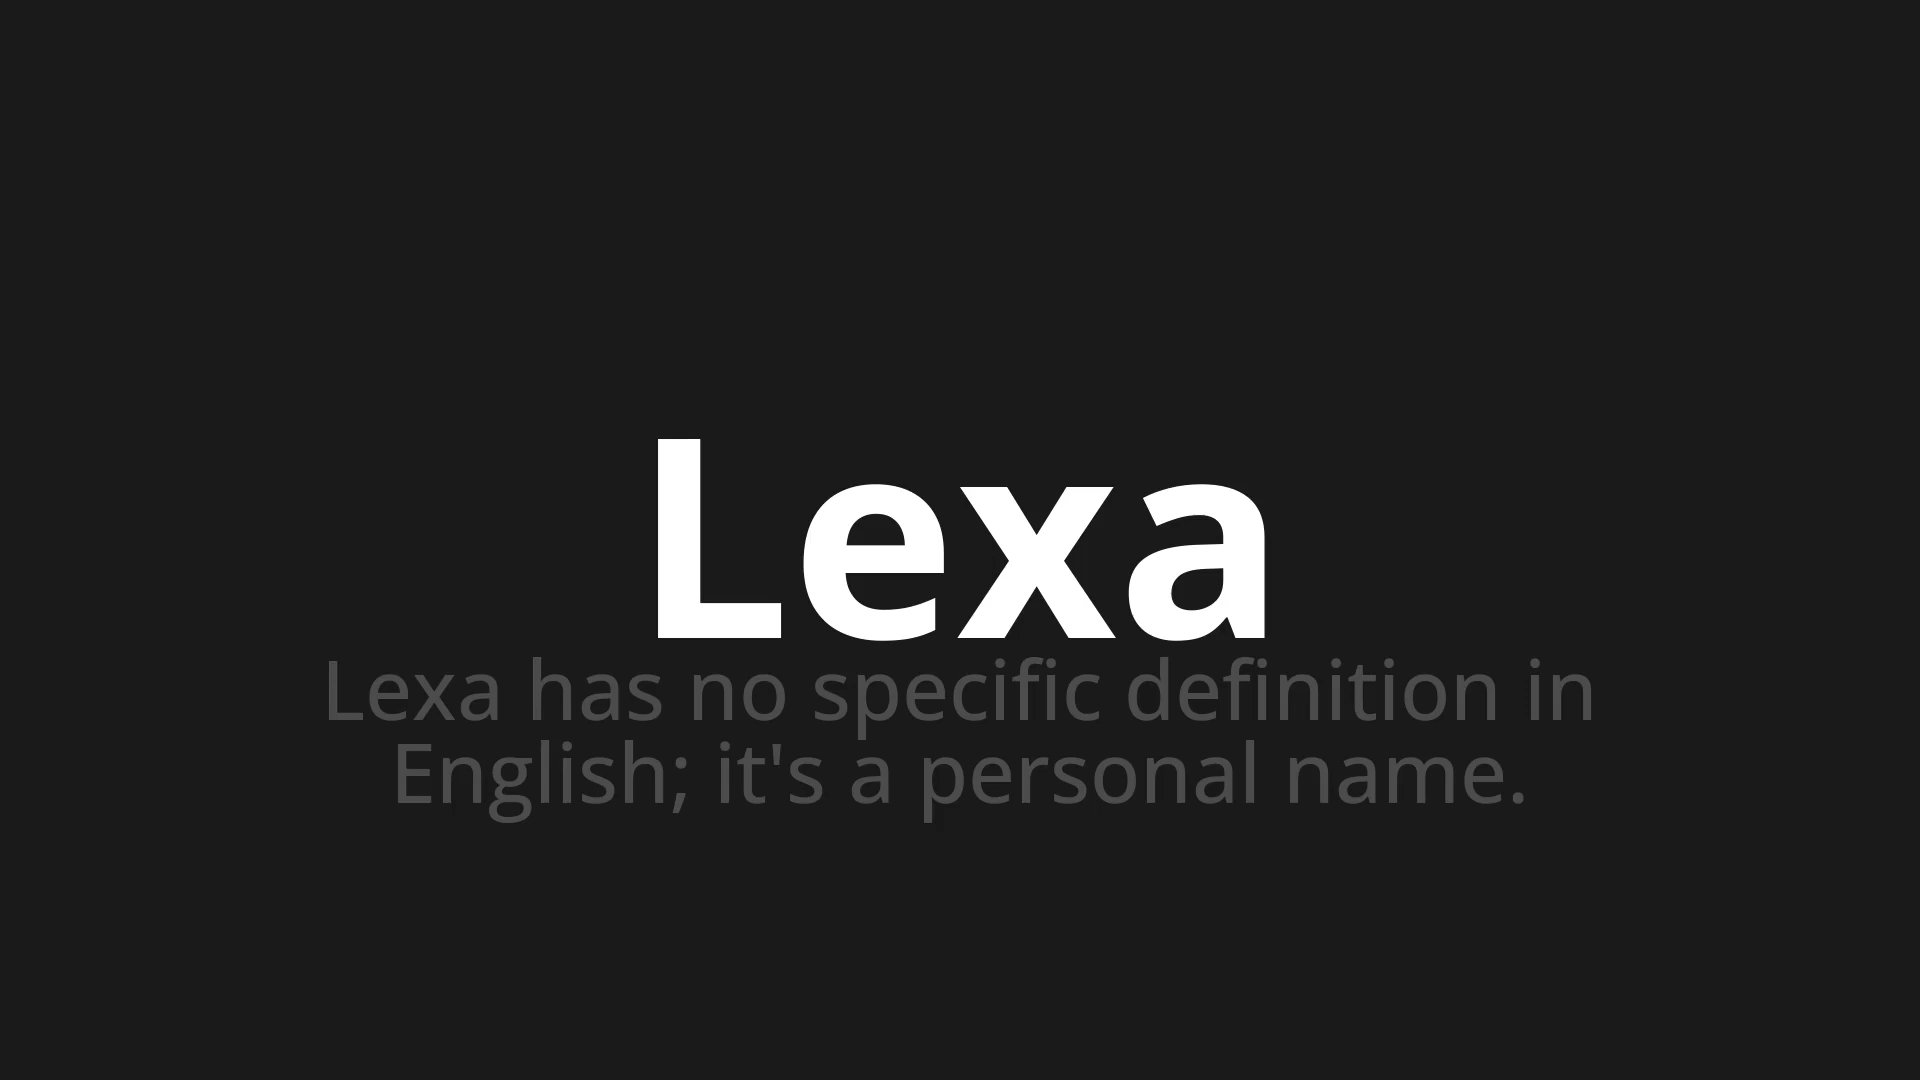 Lexa
Lexa has no specific definition in
English; it's a personal name.